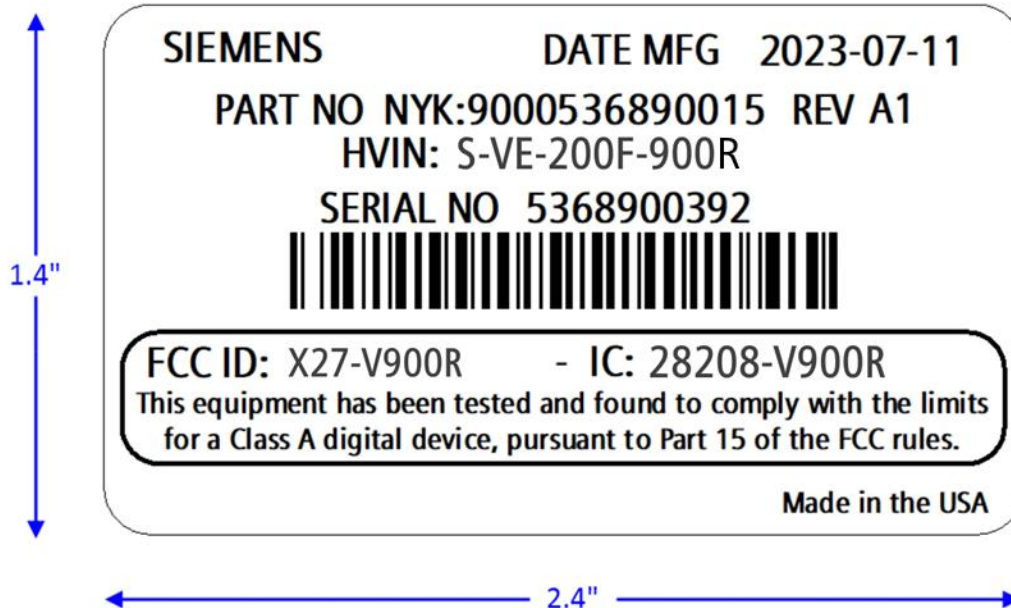 SIEMENS DATE MFG 2023-07-11
PART NO NYK:9000536890015 REV A1
HVIN: S-VE-200F-900R
SERIAL NO 5368900392
1.4"
FCC ID: X27-V900R - IC: 28208-V900R
This equipment has been tested and found to comply with the limits
for a Class A digital device, pursuant to Part 15 of the FCC rules.
Made in the USA
2.4"